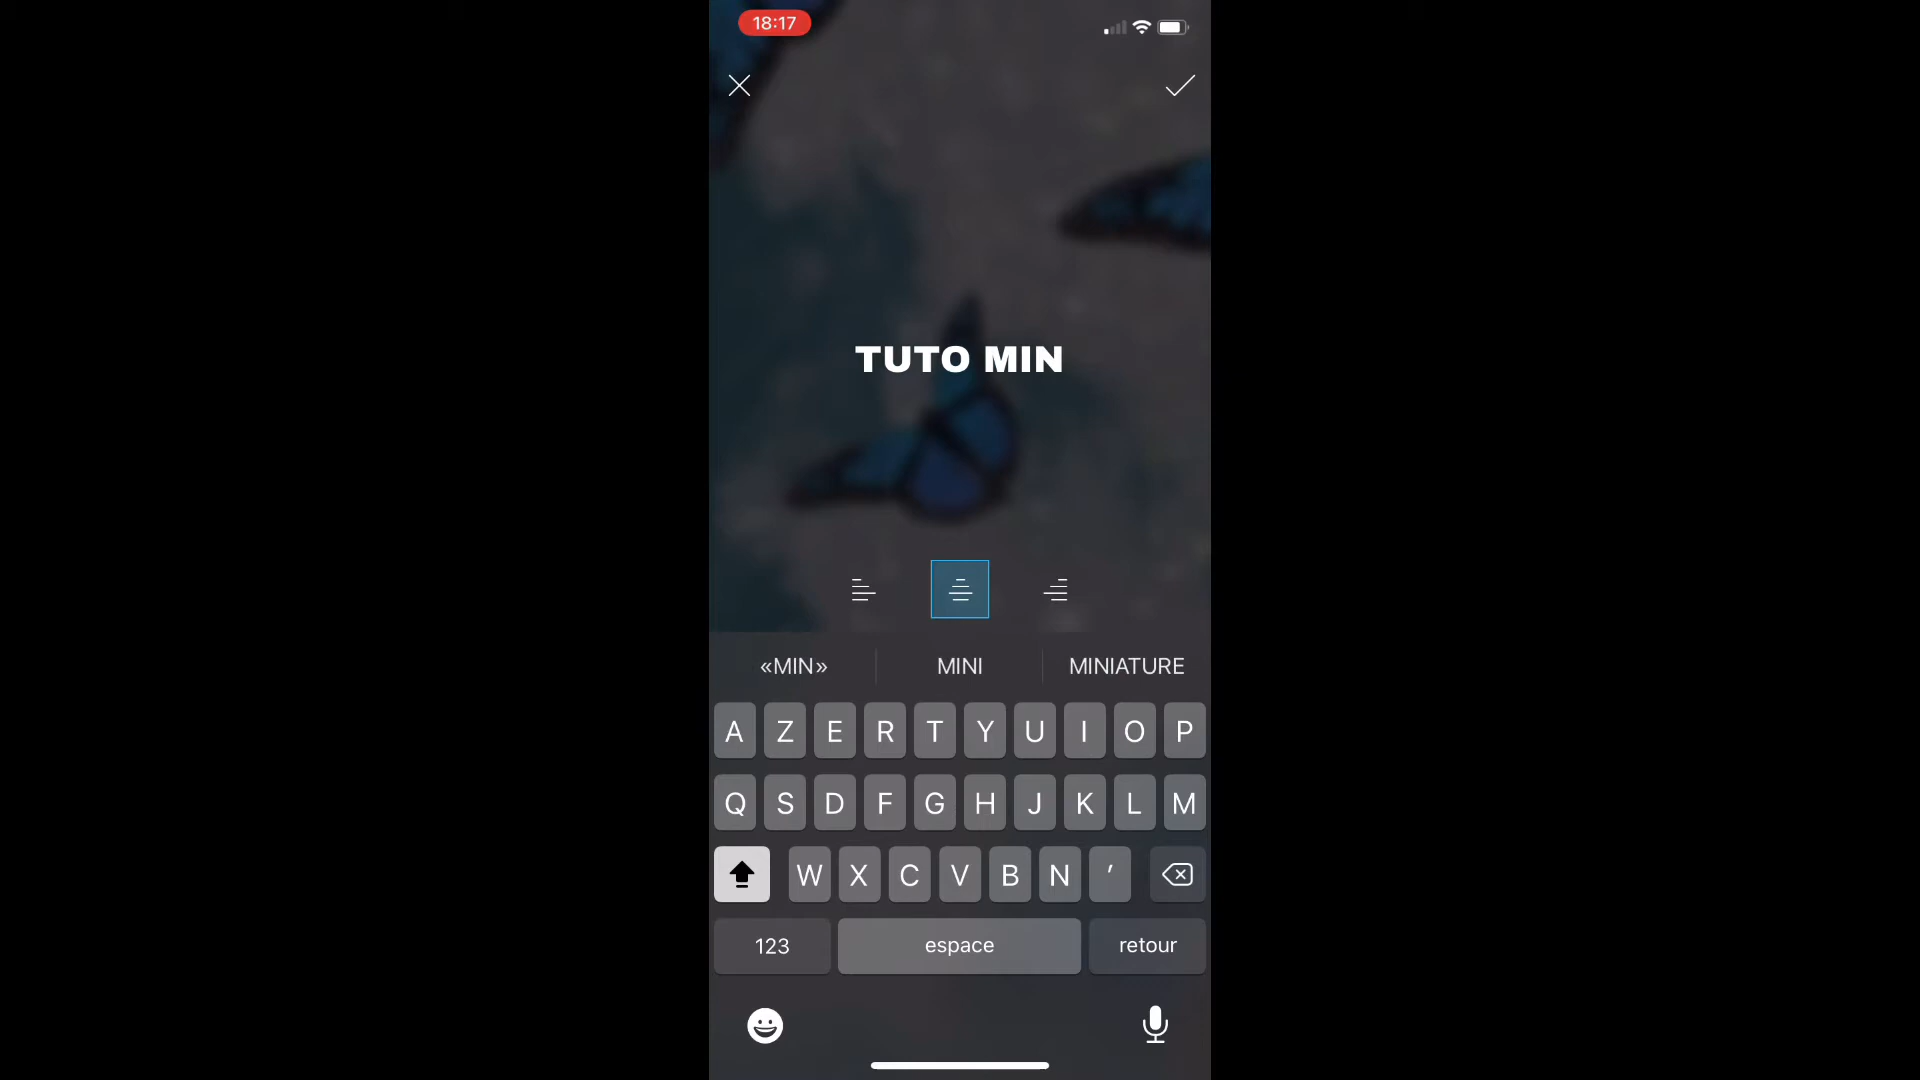 18:17
TUTO MIN
«MIN» MINI MINIATURE
A Z E R T Y U I O P
Q S D F G H J K L M
W X C V B N ’
123 espace retour